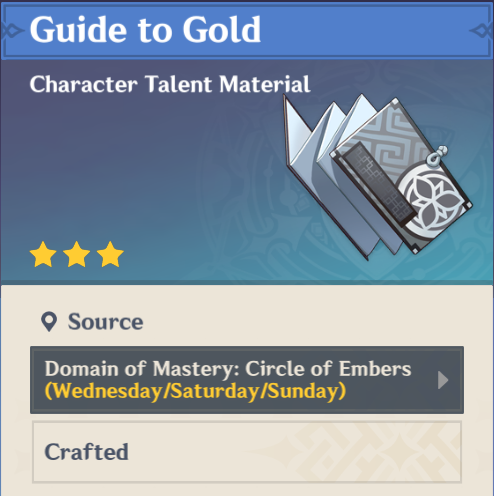 Guide to Gold
Character Talent Material
Source
Domain of Mastery: Circle of Embers
(Wednesday/Saturday/Sunday)
Crafted